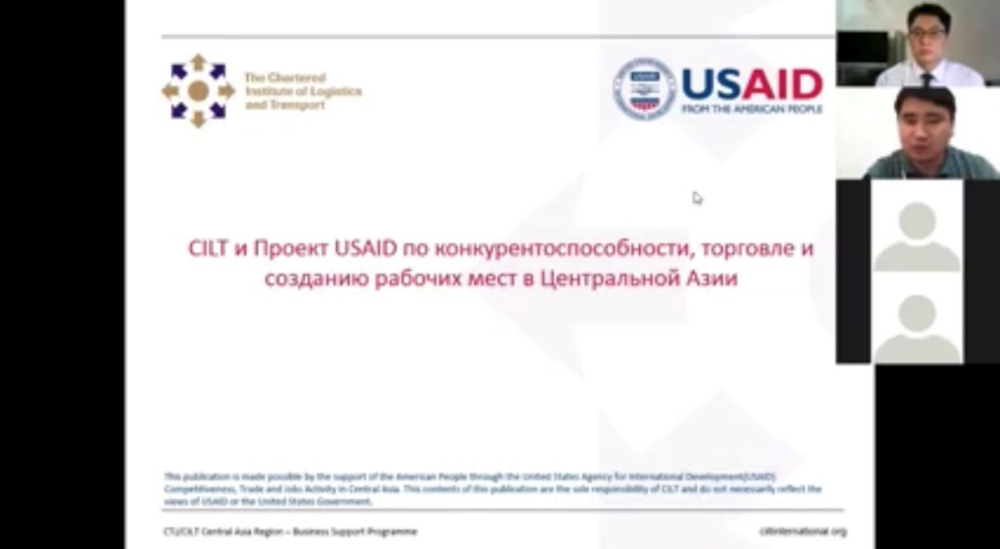 The Chartered
Institute of Logistics
and Transport
USAID
USAID
FROM THE AMERICAN PEOPLE
CILT и Проект USAID по конкурентоспособности, торговле и
созданию рабочих мест в Центральной Азии
This publication is made possible by the support of the American People through the United States Agency for International Development(USAID)
Competitiveness, Trade and Jobs Activity in Central Asia. This contents of this publication are the sole responsibility of CILT and do not necessarily reflect the
views of USAID or the United States Government.
CTJ/CILT Central Asia Region – Business Support Programme
ciltinternational.org